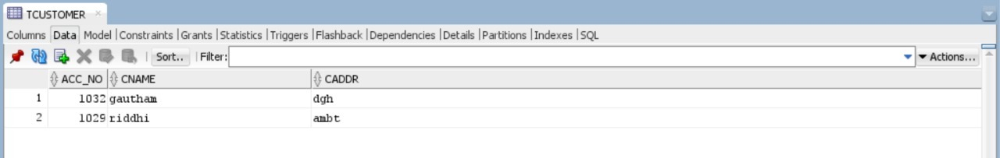 TCUSTOMER
Columns Data Model |Constraints |Grants |Statistics |Triggers |Flashback |Dependencies |Details |Partitions |Indexes |SQL
Sort.. Filter: Actions...
ACC_NO CNAME CADDR
1 1032 gautham dgh
2 1029 riddhi ambt